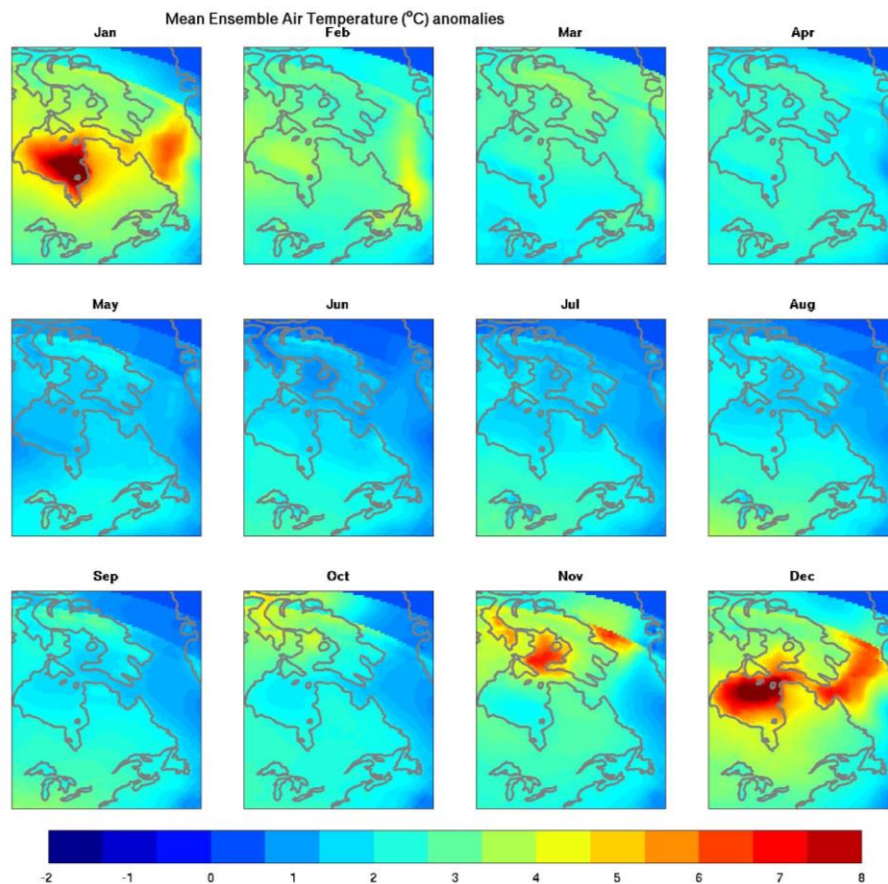 Mean Ensemble Air Temperature (°C) anomalies
Jan Feb Mar Apr
May Jun Jul Aug
Sep Oct Nov Dec
-2 -1 0 1 2 3 4 5 6 7 8